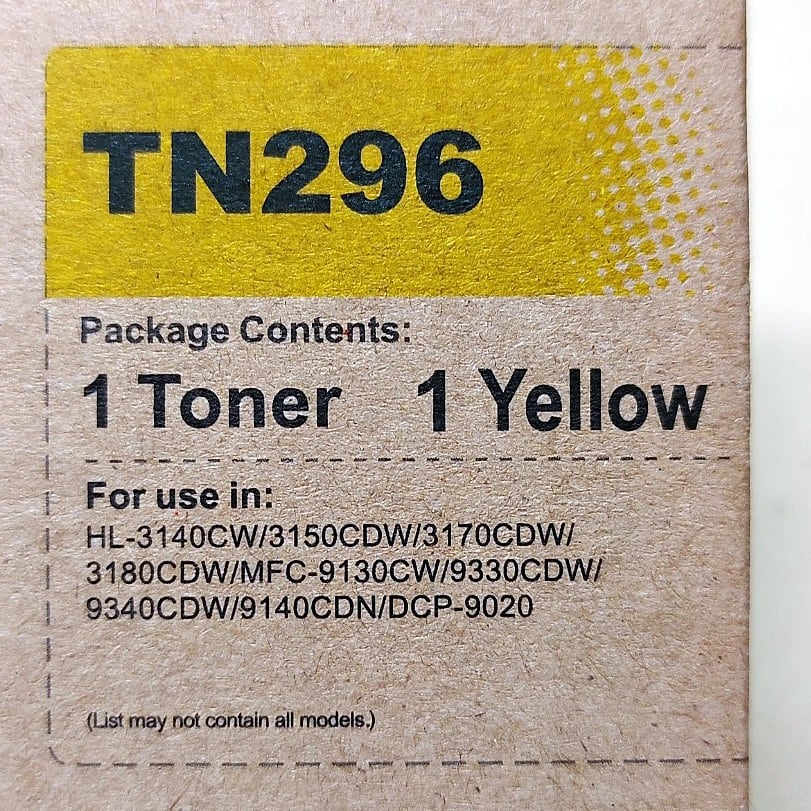 TN296
Package Contents:
1 Toner 1 Yellow
For use in:
HL-3140CW/3150CDW/3170CDW/
3180CDW/MFC-9130CW/9330CDW/
9340CDW/9140CDN/DCP-9020
(List may not contain all models.)